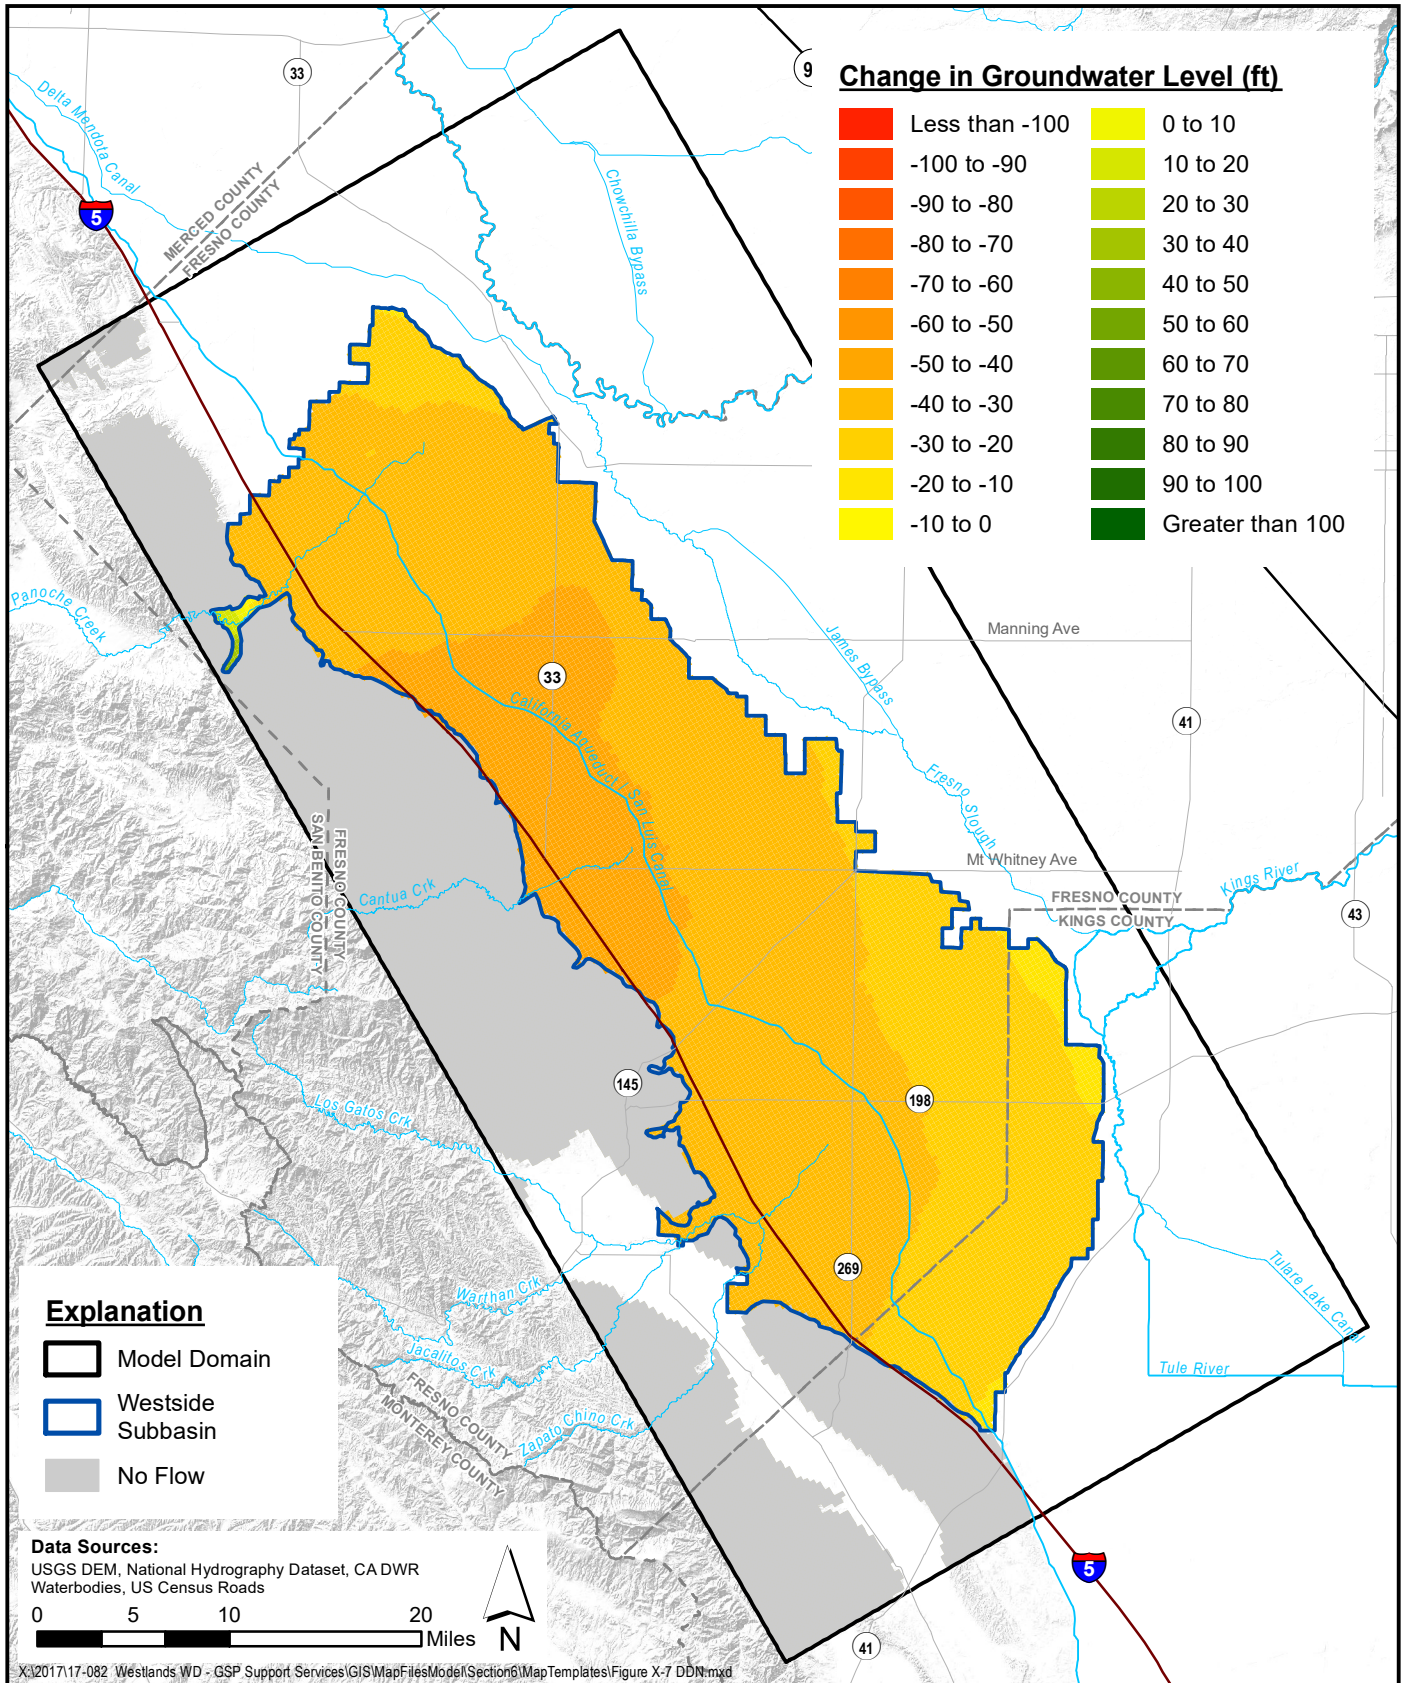 33
9
Delta Mendota Canal
MERCED COUNTY
FRESNO COUNTY
5
Chowchilla Bypass
Change in Groundwater Level (ft)
Less than -100
-100 to -90
-90 to -80
-80 to -70
-70 to -60
-60 to -50
-50 to -40
-40 to -30
-30 to -20
-20 to -10
-10 to 0
0 to 10
10 to 20
20 to 30
30 to 40
40 to 50
50 to 60
60 to 70
70 to 80
80 to 90
90 to 100
Greater than 100
Panoche Creek
Manning Ave
James Bypass
33
California Aqueduct / San Luis Canal
41
Fresno Slough
SAN BENITO COUNTY
FRESNO COUNTY
Mt Whitney Ave
Cantua Crk
Kings River
FRESNO COUNTY
KINGS COUNTY
43
145
198
Los Gatos Crk
269
Warthan Crk
Tulare Lake Canal
Jacalitos Crk
Tule River
FRESNO COUNTY
MONTEREY COUNTY
Zapato Chino Crk
Explanation
Model Domain
Westside
Subbasin
No Flow
Data Sources:
USGS DEM, National Hydrography Dataset, CA DWR
Waterbodies, US Census Roads
0 5 10 20
Miles
N
5
41
X:\2017\17-082 Westlands WD - GSP Support Services\GIS\MapFilesModel\Section6\MapTemplates\Figure X-7 DDN.mxd